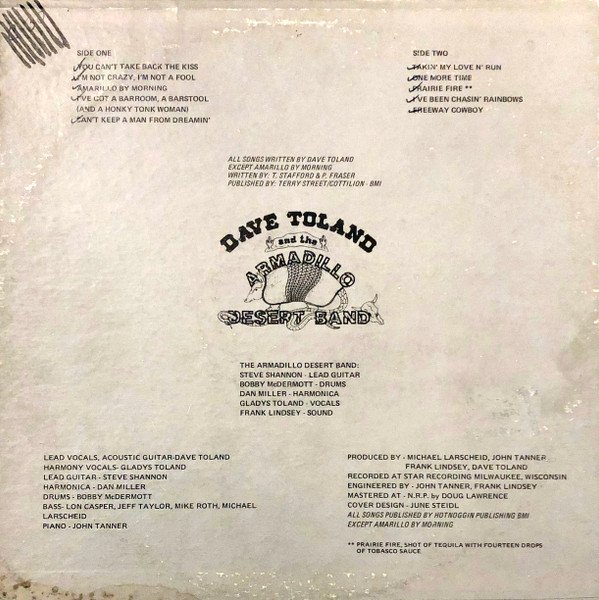 SIDE ONE
YOU CAN'T TAKE BACK THE KISS
I'M NOT CRAZY, I'M NOT A FOOL
AMARILLO BY MORNING
I'VE GOT A BARROOM, A BARSTOOL
(AND A HONKY TONK WOMAN)
CAN'T KEEP A MAN FROM DREAMIN'
SIDE TWO
TAKIN' MY LOVE N' RUN
ONE MORE TIME
PRAIRIE FIRE **
I'VE BEEN CHASIN' RAINBOWS
FREEWAY COWBOY
ALL SONGS WRITTEN BY DAVE TOLAND
EXCEPT AMARILLO BY MORNING
WRITTEN BY: T. STAFFORD & P. FRASER
PUBLISHED BY: TERRY STREET/COTTILION - BMI
DAVE TOLAND
and the
ARMADILLO
DESERT BAND
THE ARMADILLO DESERT BAND:
STEVE SHANNON - LEAD GUITAR
BOBBY McDERMOTT - DRUMS
DAN MILLER - HARMONICA
GLADYS TOLAND - VOCALS
FRANK LINDSEY - SOUND
LEAD VOCALS, ACOUSTIC GUITAR-DAVE TOLAND
HARMONY VOCALS- GLADYS TOLAND
LEAD GUITAR - STEVE SHANNON
HARMONICA - DAN MILLER
DRUMS - BOBBY McDERMOTT
BASS- LON CASPER, JEFF TAYLOR, MIKE ROTH, MICHAEL
LARSCHEID
PIANO - JOHN TANNER
PRODUCED BY - MICHAEL LARSCHEID, JOHN TANNER
FRANK LINDSEY, DAVE TOLAND
RECORDED AT STAR RECORDING MILWAUKEE, WISCONSIN
ENGINEERED BY - JOHN TANNER, FRANK LINDSEY
MASTERED AT - N.R.P. by DOUG LAWRENCE
COVER DESIGN - JUNE STEIDL
ALL SONGS PUBLISHED BY HOTNOGGIN PUBLISHING BMI
EXCEPT AMARILLO BY MORNING
** PRAIRIE FIRE, SHOT OF TEQUILA WITH FOURTEEN DROPS
OF TOBASCO SAUCE